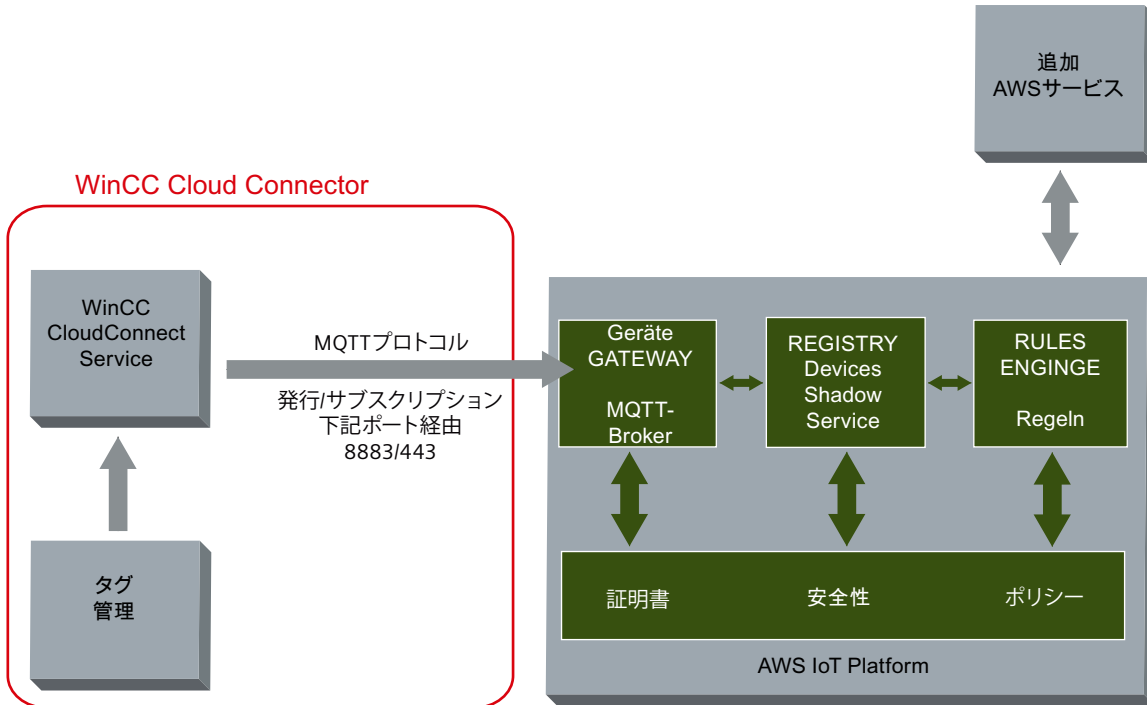 追加
AWSサービス
WinCC Cloud Connector
WinCC
CloudConnect
Service
MQTTプロトコル
発行/サブスクリプション
下記ポート経由
8883/443
タグ
管理
Geräte
GATEWAY
MQTT-
Broker
REGISTRY
Devices
Shadow
Service
RULES
ENGINGE
Regeln
証明書
安全性
ポリシー
AWS IoT Platform